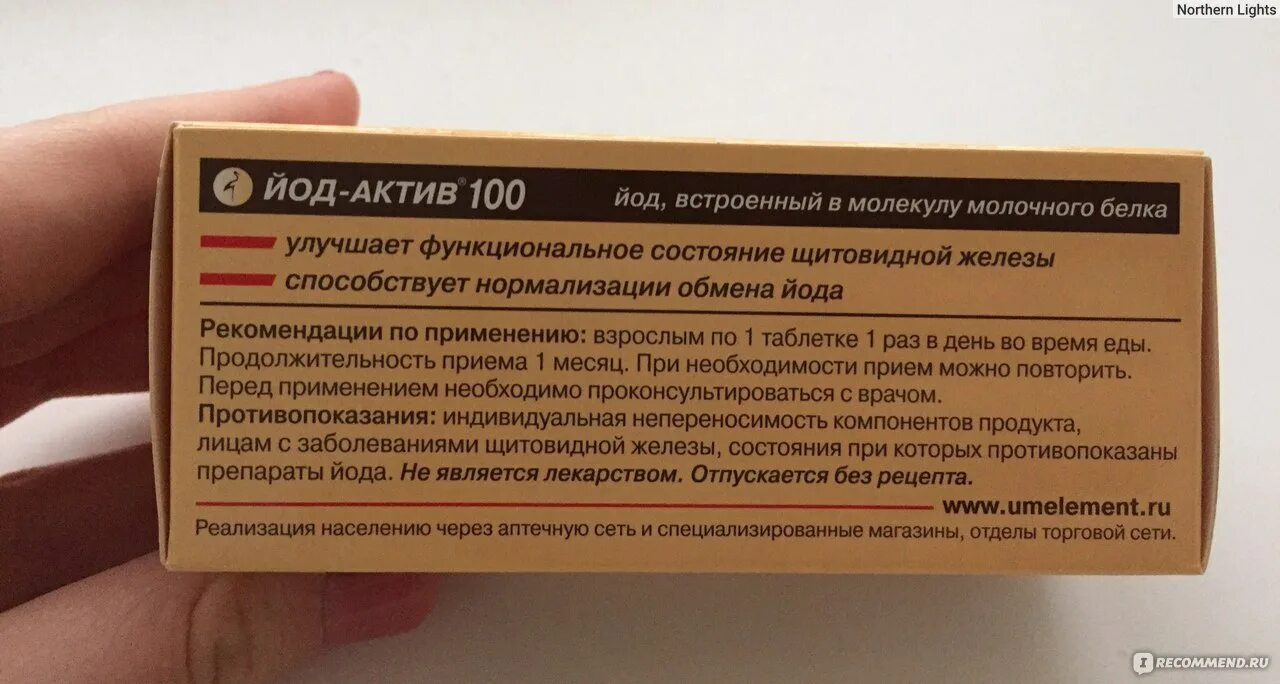 Northern Lights
ЙОД-АКТИВ® 100 йод, встроенный в молекулу молочного белка
улучшает функциональное состояние щитовидной железы
способствует нормализации обмена йода
Рекомендации по применению: взрослым по 1 таблетке 1 раз в день во время еды.
Продолжительность приема 1 месяц. При необходимости прием можно повторить.
Перед применением необходимо проконсультироваться с врачом.
Противопоказания: индивидуальная непереносимость компонентов продукта,
лицам с заболеваниями щитовидной железы, состояния при которых противопоказаны
препараты йода. Не является лекарством. Отпускается без рецепта.
www.umelement.ru
Реализация населению через аптечную сеть и специализированные магазины, отделы торговой сети.
IRECOMMEND.RU